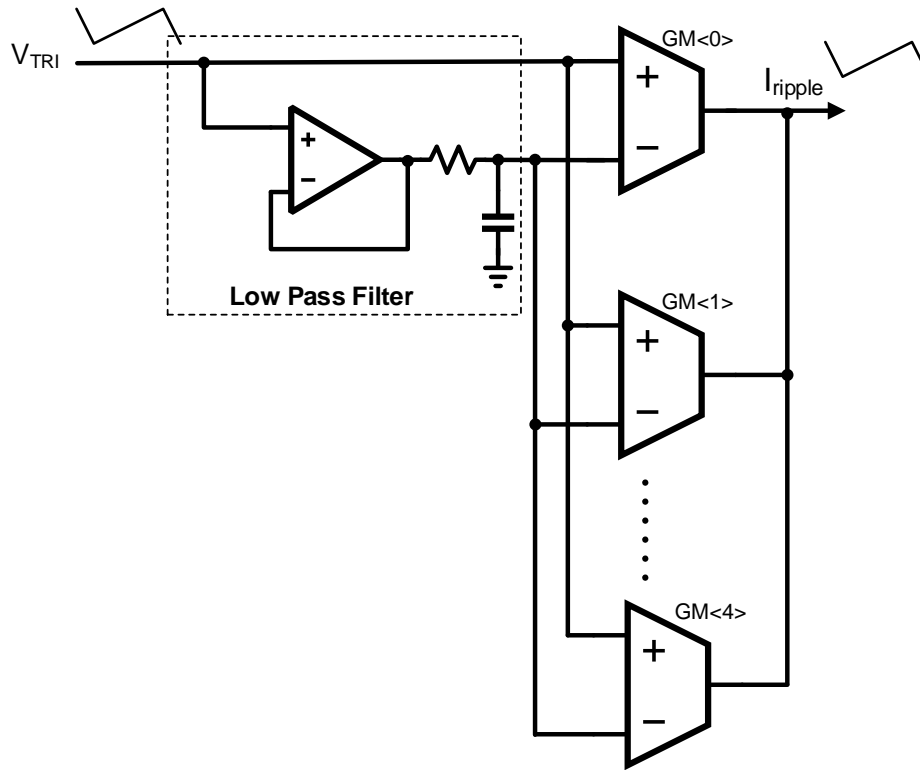 GM<0>
V_TRI
I_ripple
+
−
+
−
Low Pass Filter
GM<1>
+
−
GM<4>
+
−